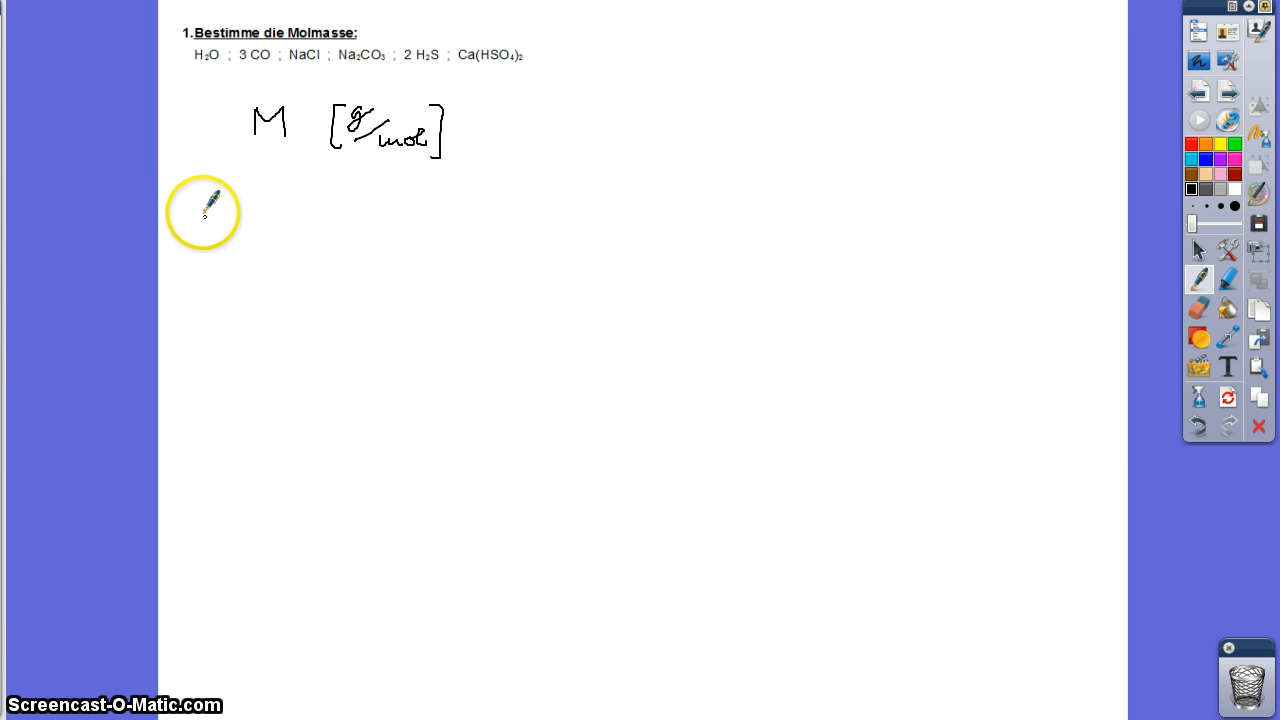 1.Bestimme die Molmasse:
H₂O ; 3 CO ; NaCl ; Na₂CO₃ ; 2 H₂S ; Ca(HSO₄)₂
M [g/mol]
T
Screencast-O-Matic.com